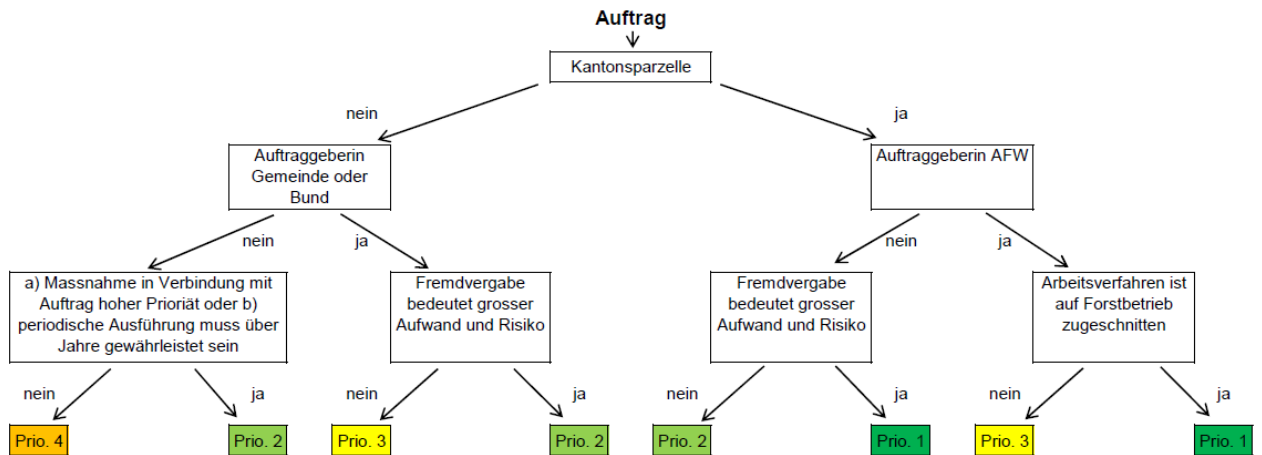 Auftrag
Kantonsparzelle
nein
ja
Auftraggeberin
Gemeinde oder
Bund
Auftraggeberin AFW
nein
ja
nein
ja
a) Massnahme in Verbindung mit
Auftrag hoher Prioriät oder b)
periodische Ausführung muss über
Jahre gewährleistet sein
Fremdvergabe
bedeutet grosser
Aufwand und Risiko
Fremdvergabe
bedeutet grosser
Aufwand und Risiko
Arbeitsverfahren ist
auf Forstbetrieb
zugeschnitten
nein
ja
nein
ja
nein
ja
nein
ja
Prio. 4
Prio. 2
Prio. 3
Prio. 2
Prio. 2
Prio. 1
Prio. 3
Prio. 1